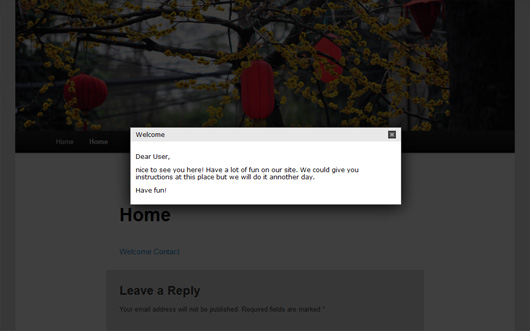 Home Home
Welcome
Dear User,
nice to see you here! Have a lot of fun on our site. We could give you
instructions at this place but we will do it annother day.
Have fun!
Home
Welcome Contact
Leave a Reply
Your email address will not be published. Required fields are marked *